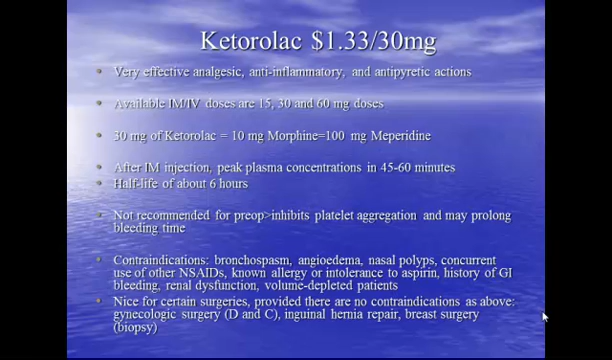 Ketorolac $1.33/30mg
• Very effective analgesic, anti-inflammatory, and antipyretic actions
• Available IM/IV doses are 15, 30 and 60 mg doses
• 30 mg of Ketorolac = 10 mg Morphine=100 mg Meperidine
• After IM injection, peak plasma concentrations in 45-60 minutes
• Half-life of about 6 hours
• Not recommended for preop>inhibits platelet aggregation and may prolong
bleeding time
• Contraindications: bronchospasm, angioedema, nasal polyps, concurrent
use of other NSAIDs, known allergy or intolerance to aspirin, history of GI
bleeding, renal dysfunction, volume-depleted patients
• Nice for certain surgeries, provided there are no contraindications as above:
gynecologic surgery (D and C), inguinal hernia repair, breast surgery
(biopsy)